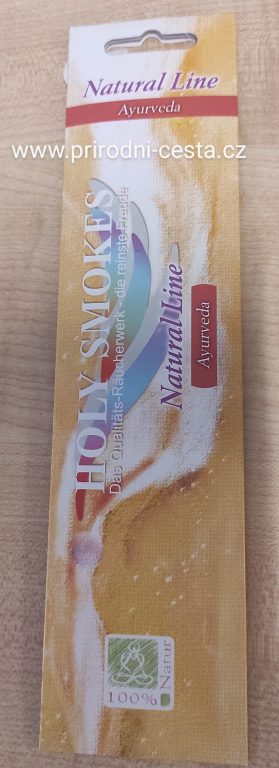 Natural Line
Ayurveda
www.prirodni-cesta.cz
HOLY SMOKES
Das Qualitäts-Räucherwerk - die reinste Freude
Natural Line
Ayurveda
100%
Natur